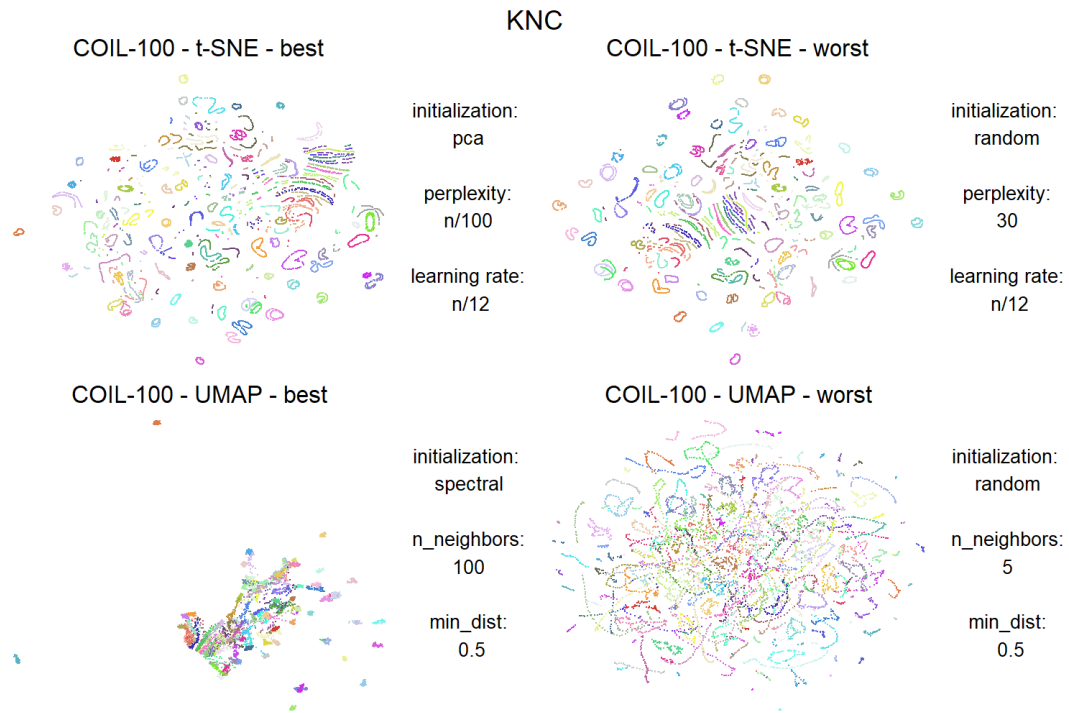 KNC
COIL-100 - t-SNE - best
initialization:
pca
perplexity:
n/100
learning rate:
n/12
COIL-100 - t-SNE - worst
initialization:
random
perplexity:
30
learning rate:
n/12
COIL-100 - UMAP - best
initialization:
spectral
n_neighbors:
100
min_dist:
0.5
COIL-100 - UMAP - worst
initialization:
random
n_neighbors:
5
min_dist:
0.5